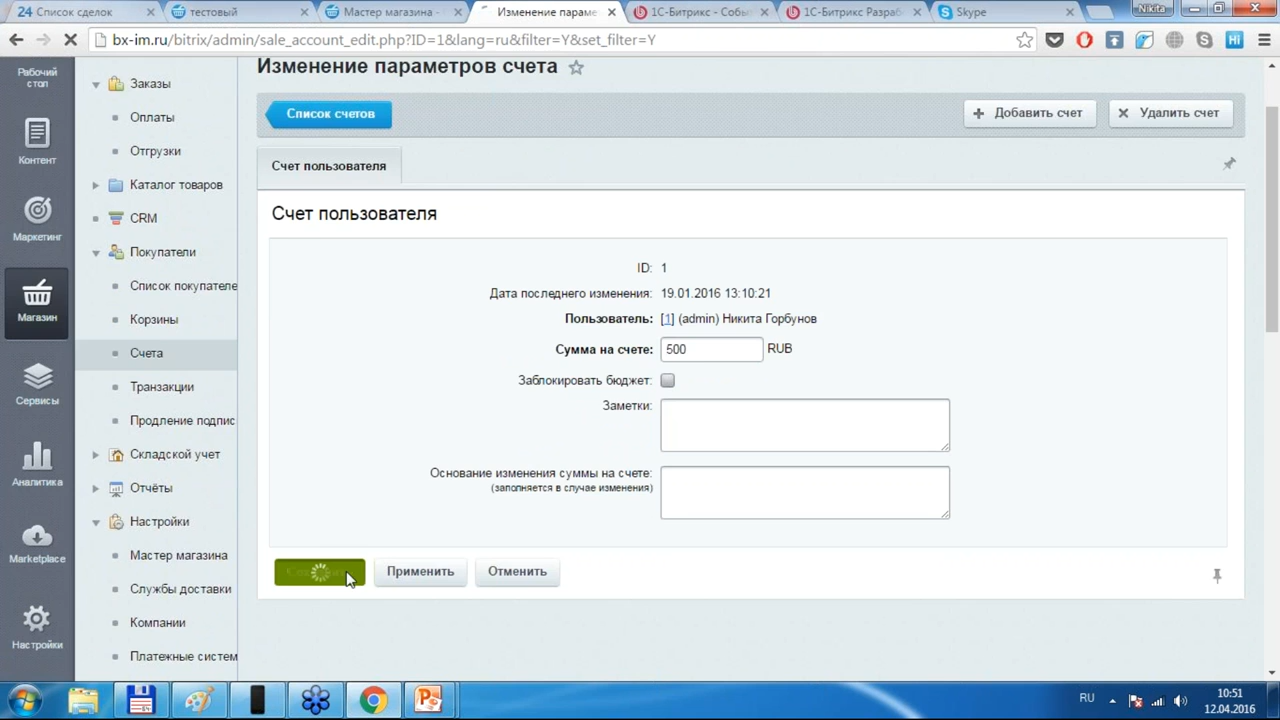 24 Список сделок
тестовый
Мастер магазина -
Изменение параме
1С-Битрикс - Собы
1С-Битрикс Разраб
Skype
Nikita
bx-im.ru/bitrix/admin/sale_account_edit.php?ID=1&lang=ru&filter=Y&set_filter=Y
Hi
Рабочий
стол
Контент
Маркетинг
Магазин
Сервисы
Аналитика
Marketplace
Настройки
Заказы
Оплаты
Отгрузки
Каталог товаров
CRM
Покупатели
Список покупателе
Корзины
Счета
Транзакции
Продление подпис
Складской учет
Отчёты
Настройки
Мастер магазина
Службы доставки
Компании
Платежные систем
Изменение параметров счета
Список счетов
Добавить счет
Удалить счет
Счет пользователя
Счет пользователя
ID: 1
Дата последнего изменения: 19.01.2016 13:10:21
Пользователь: [1] (admin) Никита Горбунов
Сумма на счете: 500 RUB
Заблокировать бюджет:
Заметки:
Основание изменения суммы на счете:
(заполняется в случае изменения)
Применить
Отменить
RU
10:51
12.04.2016